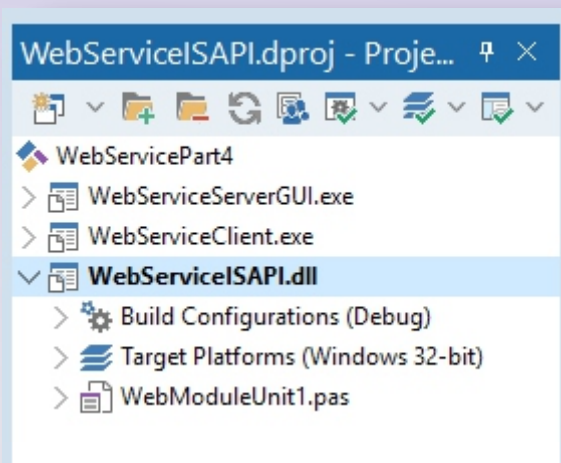 WebServiceISAPI.dproj - Proje...
WebServicePart4
WebServiceServerGUI.exe
WebServiceClient.exe
WebServiceISAPI.dll
Build Configurations (Debug)
Target Platforms (Windows 32-bit)
WebModuleUnit1.pas